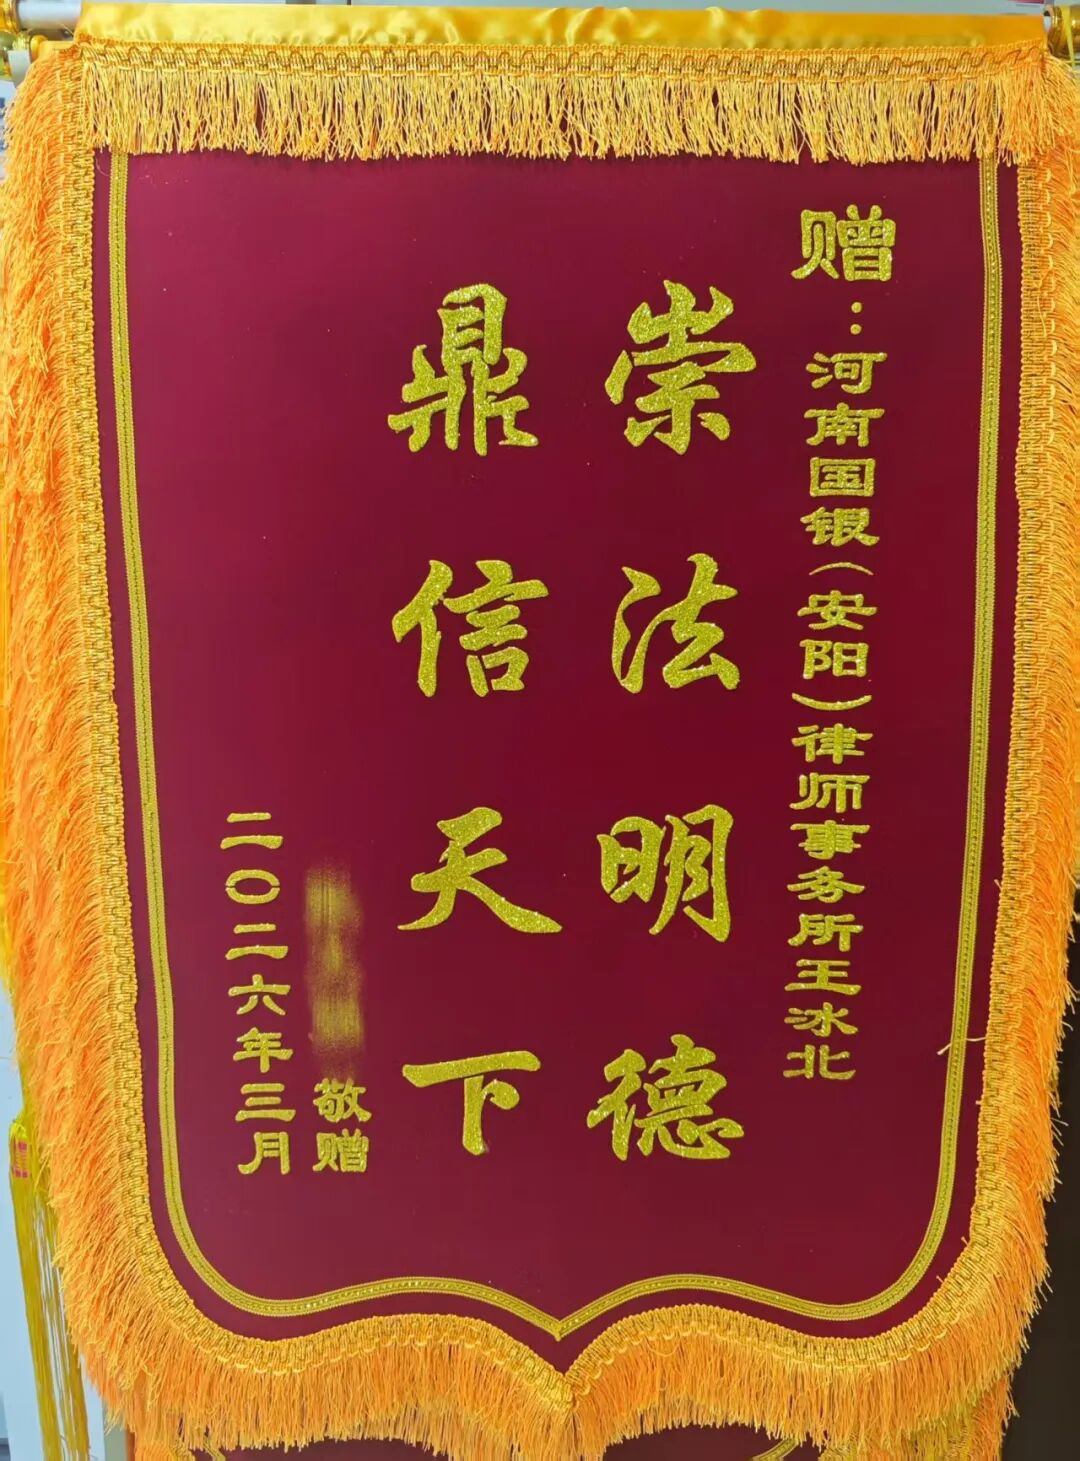 赠：河南国银（安阳）律师事务所王冰北
崇法明德
鼎信天下
敬赠
二〇二六年三月